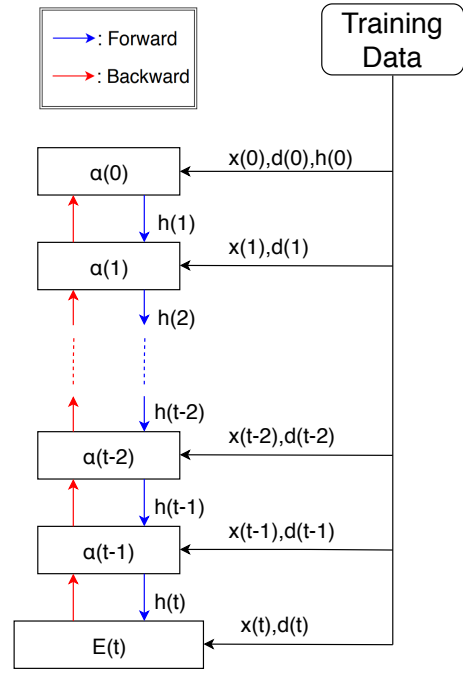 : Forward
: Backward
Training
Data
x(0),d(0),h(0)
α(0)
h(1)
x(1),d(1)
α(1)
h(2)
h(t-2)
x(t-2),d(t-2)
α(t-2)
h(t-1)
x(t-1),d(t-1)
α(t-1)
h(t)
x(t),d(t)
E(t)